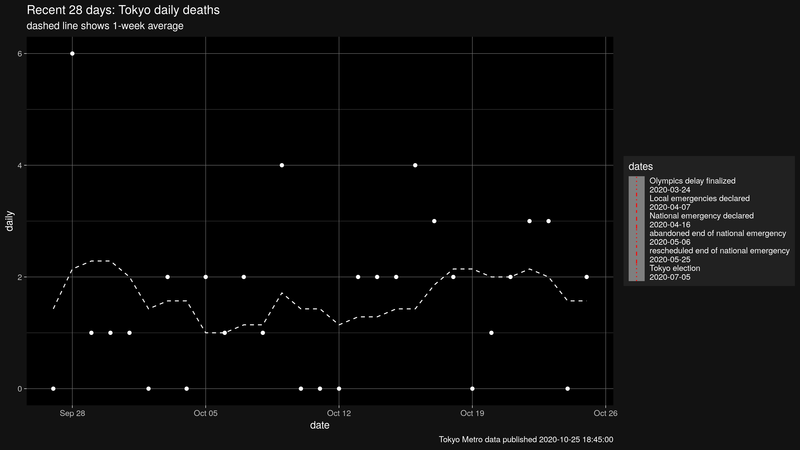 Recent 28 days: Tokyo daily deaths
dashed line shows 1-week average
daily
6
4
2
0
Sep 28
Oct 05
Oct 12
Oct 19
Oct 26
date
Tokyo Metro data published 2020-10-25 18:45:00
dates
Olympics delay finalized
2020-03-24
Local emergencies declared
2020-04-07
National emergency declared
2020-04-16
abandoned end of national emergency
2020-05-06
rescheduled end of national emergency
2020-05-25
Tokyo election
2020-07-05